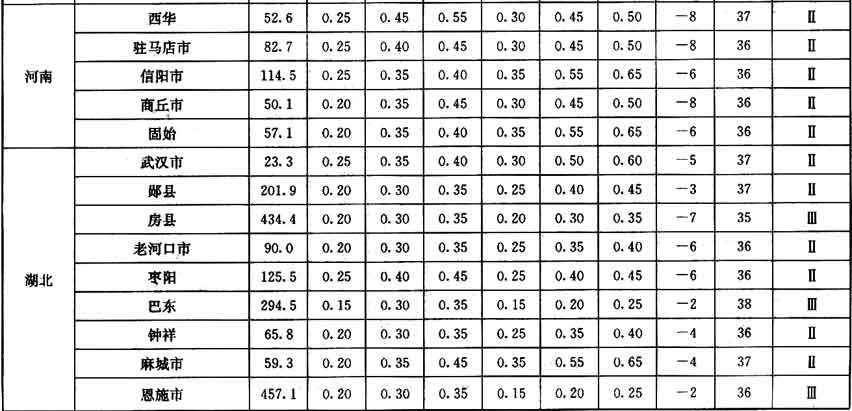 西华 52.6 0.25 0.45 0.55 0.30 0.45 0.50 −8 37 Ⅱ
驻马店市 82.7 0.25 0.40 0.45 0.30 0.45 0.50 −8 36 Ⅱ
河南 信阳市 114.5 0.25 0.35 0.40 0.35 0.55 0.65 −6 36 Ⅱ
商丘市 50.1 0.20 0.35 0.45 0.30 0.45 0.50 −8 36 Ⅱ
固始 57.1 0.20 0.35 0.40 0.35 0.55 0.65 −6 36 Ⅱ
武汉市 23.3 0.25 0.35 0.40 0.30 0.50 0.60 −5 37 Ⅱ
郧县 201.9 0.20 0.30 0.35 0.25 0.40 0.45 −3 37 Ⅱ
房县 434.4 0.20 0.30 0.35 0.20 0.30 0.35 −7 35 Ⅲ
老河口市 90.0 0.20 0.30 0.35 0.25 0.35 0.40 −6 36 Ⅱ
湖北 枣阳 125.5 0.25 0.40 0.45 0.25 0.40 0.45 −6 36 Ⅱ
巴东 294.5 0.15 0.30 0.35 0.15 0.20 0.25 −2 38 Ⅲ
钟祥 65.8 0.20 0.30 0.35 0.25 0.35 0.40 −4 36 Ⅱ
麻城市 59.3 0.20 0.35 0.45 0.35 0.55 0.65 −4 37 Ⅱ
恩施市 457.1 0.20 0.30 0.35 0.15 0.20 0.25 −2 36 Ⅲ